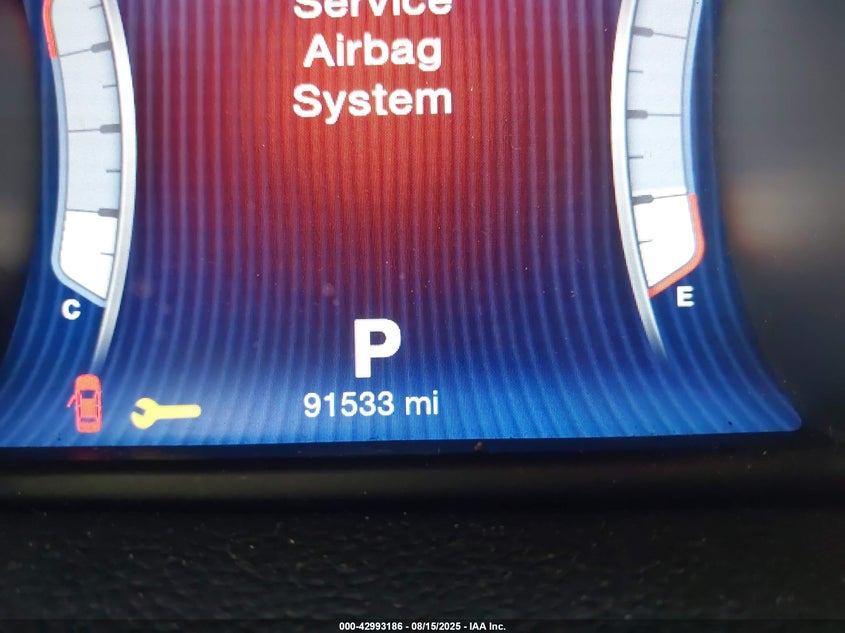 Service
Airbag
System
C
E
P
91533 mi
000-42993186 - 08/15/2025 - IAA Inc.